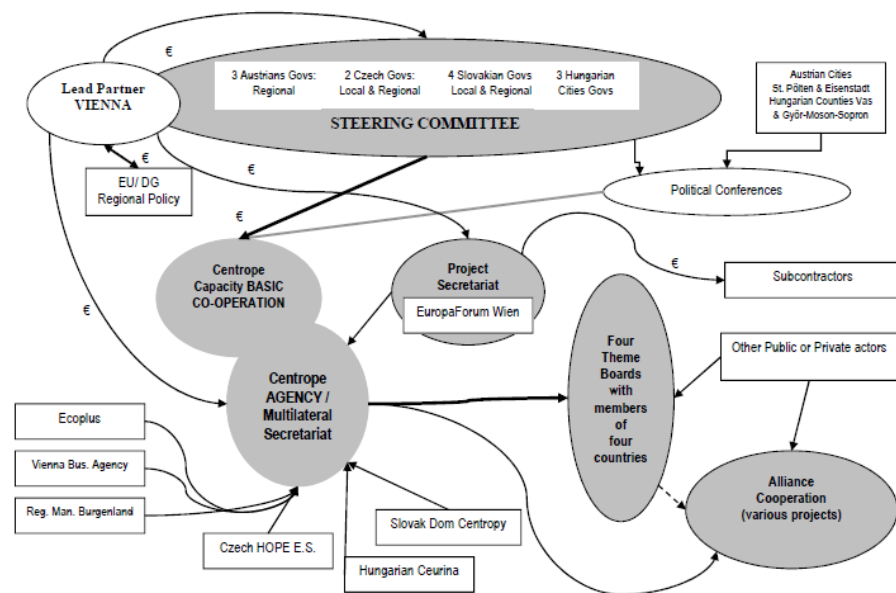 €
3 Austrians Govs:
Regional
2 Czech Govs:
Local & Regional
4 Slovakian Govs
Local & Regional
3 Hungarian
Cities Govs
Lead Partner
VIENNA
STEERING COMMITTEE
Austrian Cities
St. Pölten & Eisenstadt
Hungarian Counties Vas
& Győr-Moson-Sopron
€
€
EU/ DG
Regional Policy
Political Conferences
€
Centrope
Capacity BASIC
CO-OPERATION
Project
Secretariat
EuropaForum Wien
€
Subcontractors
€
Four
Theme
Boards
with
members
of
four
countries
Other Public or Private actors
Centrope
AGENCY /
Multilateral
Secretariat
Ecoplus
Vienna Bus. Agency
Reg. Man. Burgenland
Czech HOPE E.S.
Slovak Dom Centropy
Hungarian Ceurina
Alliance
Cooperation
(various projects)